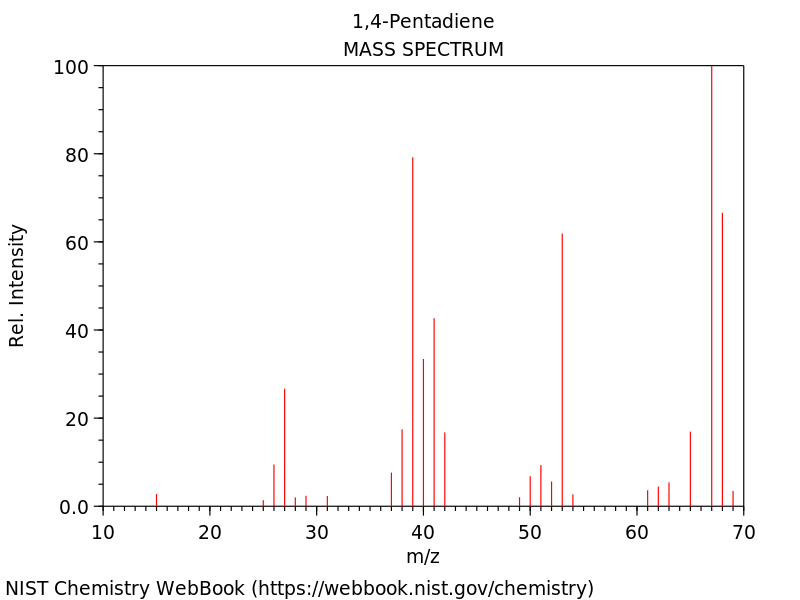 1,4-Pentadiene
MASS SPECTRUM
100
80
60
40
20
0.0
Rel. Intensity
10 20 30 40 50 60 70
m/z
NIST Chemistry WebBook (https://webbook.nist.gov/chemistry)